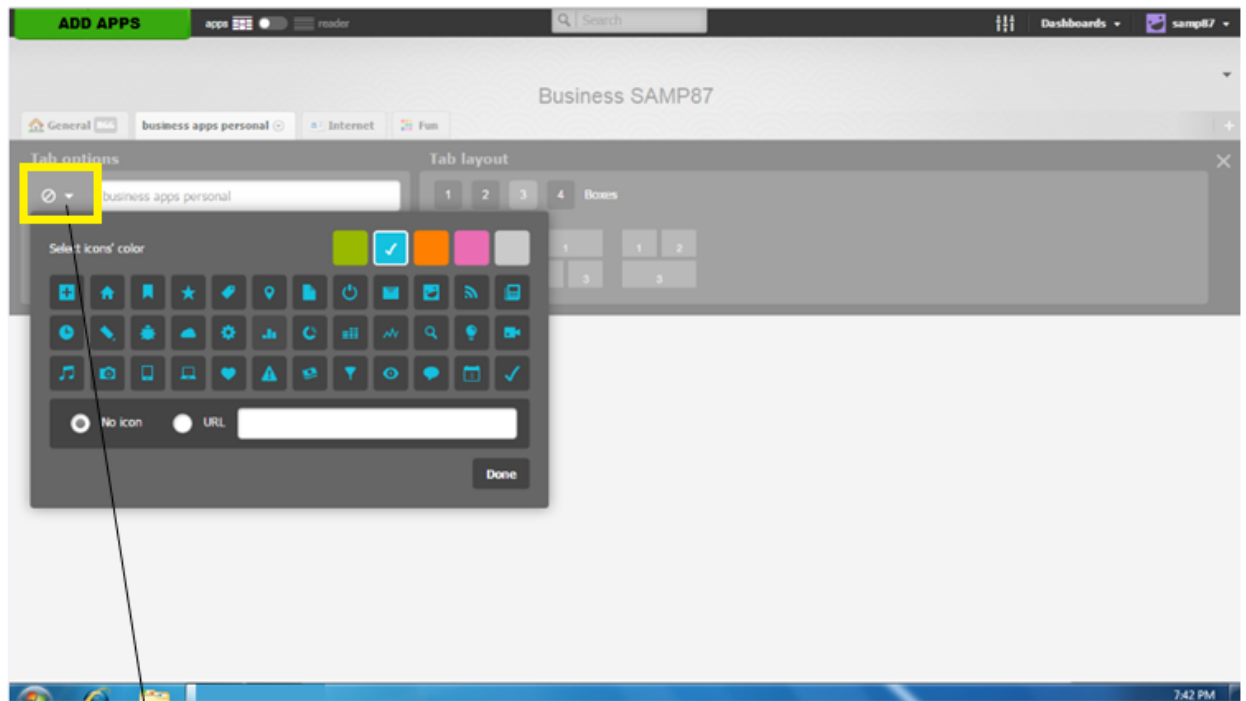 ADD APPS apps reader Search Dashboards samp87
Business SAMP87
General business apps personal Internet Fun
Tab options Tab layout
business apps personal 1 2 3 4 Boxes
Select icons' color 1 1 2
3 3
No icon URL
Done
7:42 PM